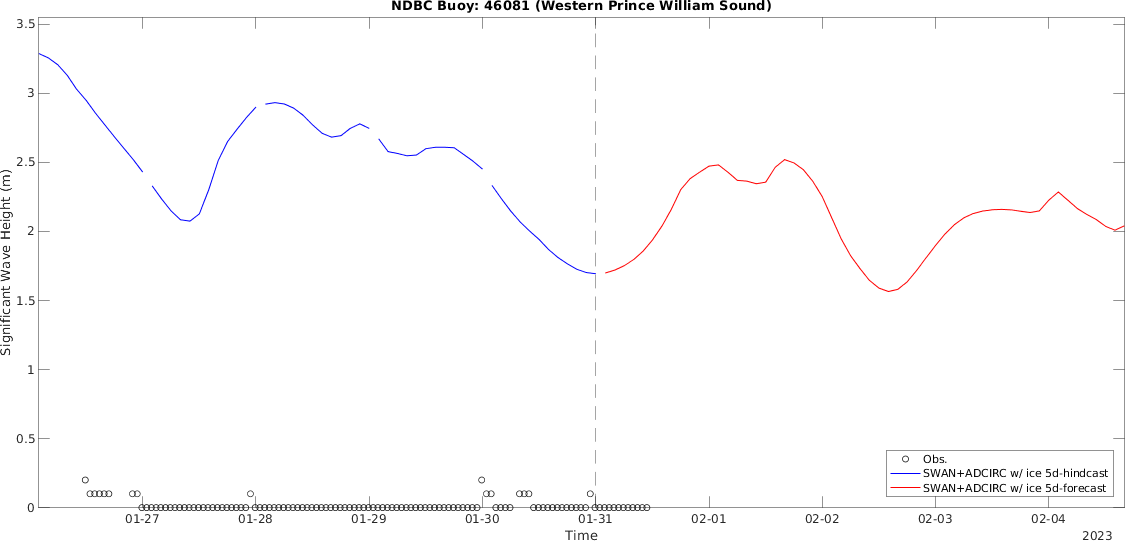 NDBC Buoy: 46081 (Western Prince William Sound)
3.5
3
2.5
2
1.5
1
0.5
0
Significant Wave Height (m)
Obs.
SWAN+ADCIRC w/ ice 5d-hindcast
SWAN+ADCIRC w/ ice 5d-forecast
01-27 01-28 01-29 01-30 01-31 02-01 02-02 02-03 02-04
Time
2023